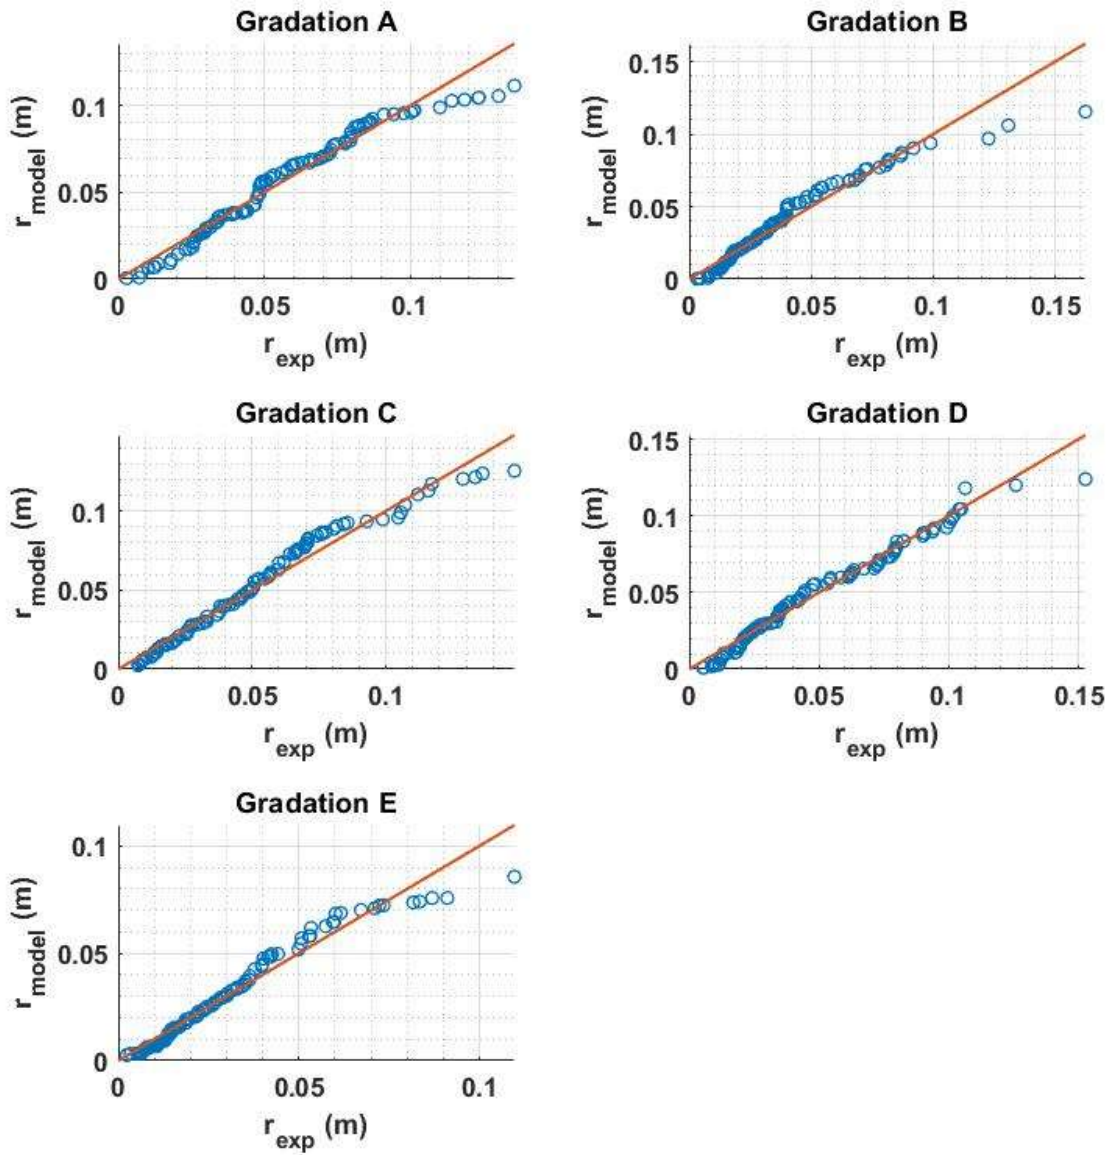 Gradation A
r_model (m)
0.1
0.05
0
0 0.05 0.1
r_exp (m)
Gradation B
r_model (m)
0.15
0.1
0.05
0
0 0.05 0.1 0.15
r_exp (m)
Gradation C
r_model (m)
0.1
0.05
0
0 0.05 0.1
r_exp (m)
Gradation D
r_model (m)
0.15
0.1
0.05
0
0 0.05 0.1 0.15
r_exp (m)
Gradation E
r_model (m)
0.1
0.05
0
0 0.05 0.1
r_exp (m)